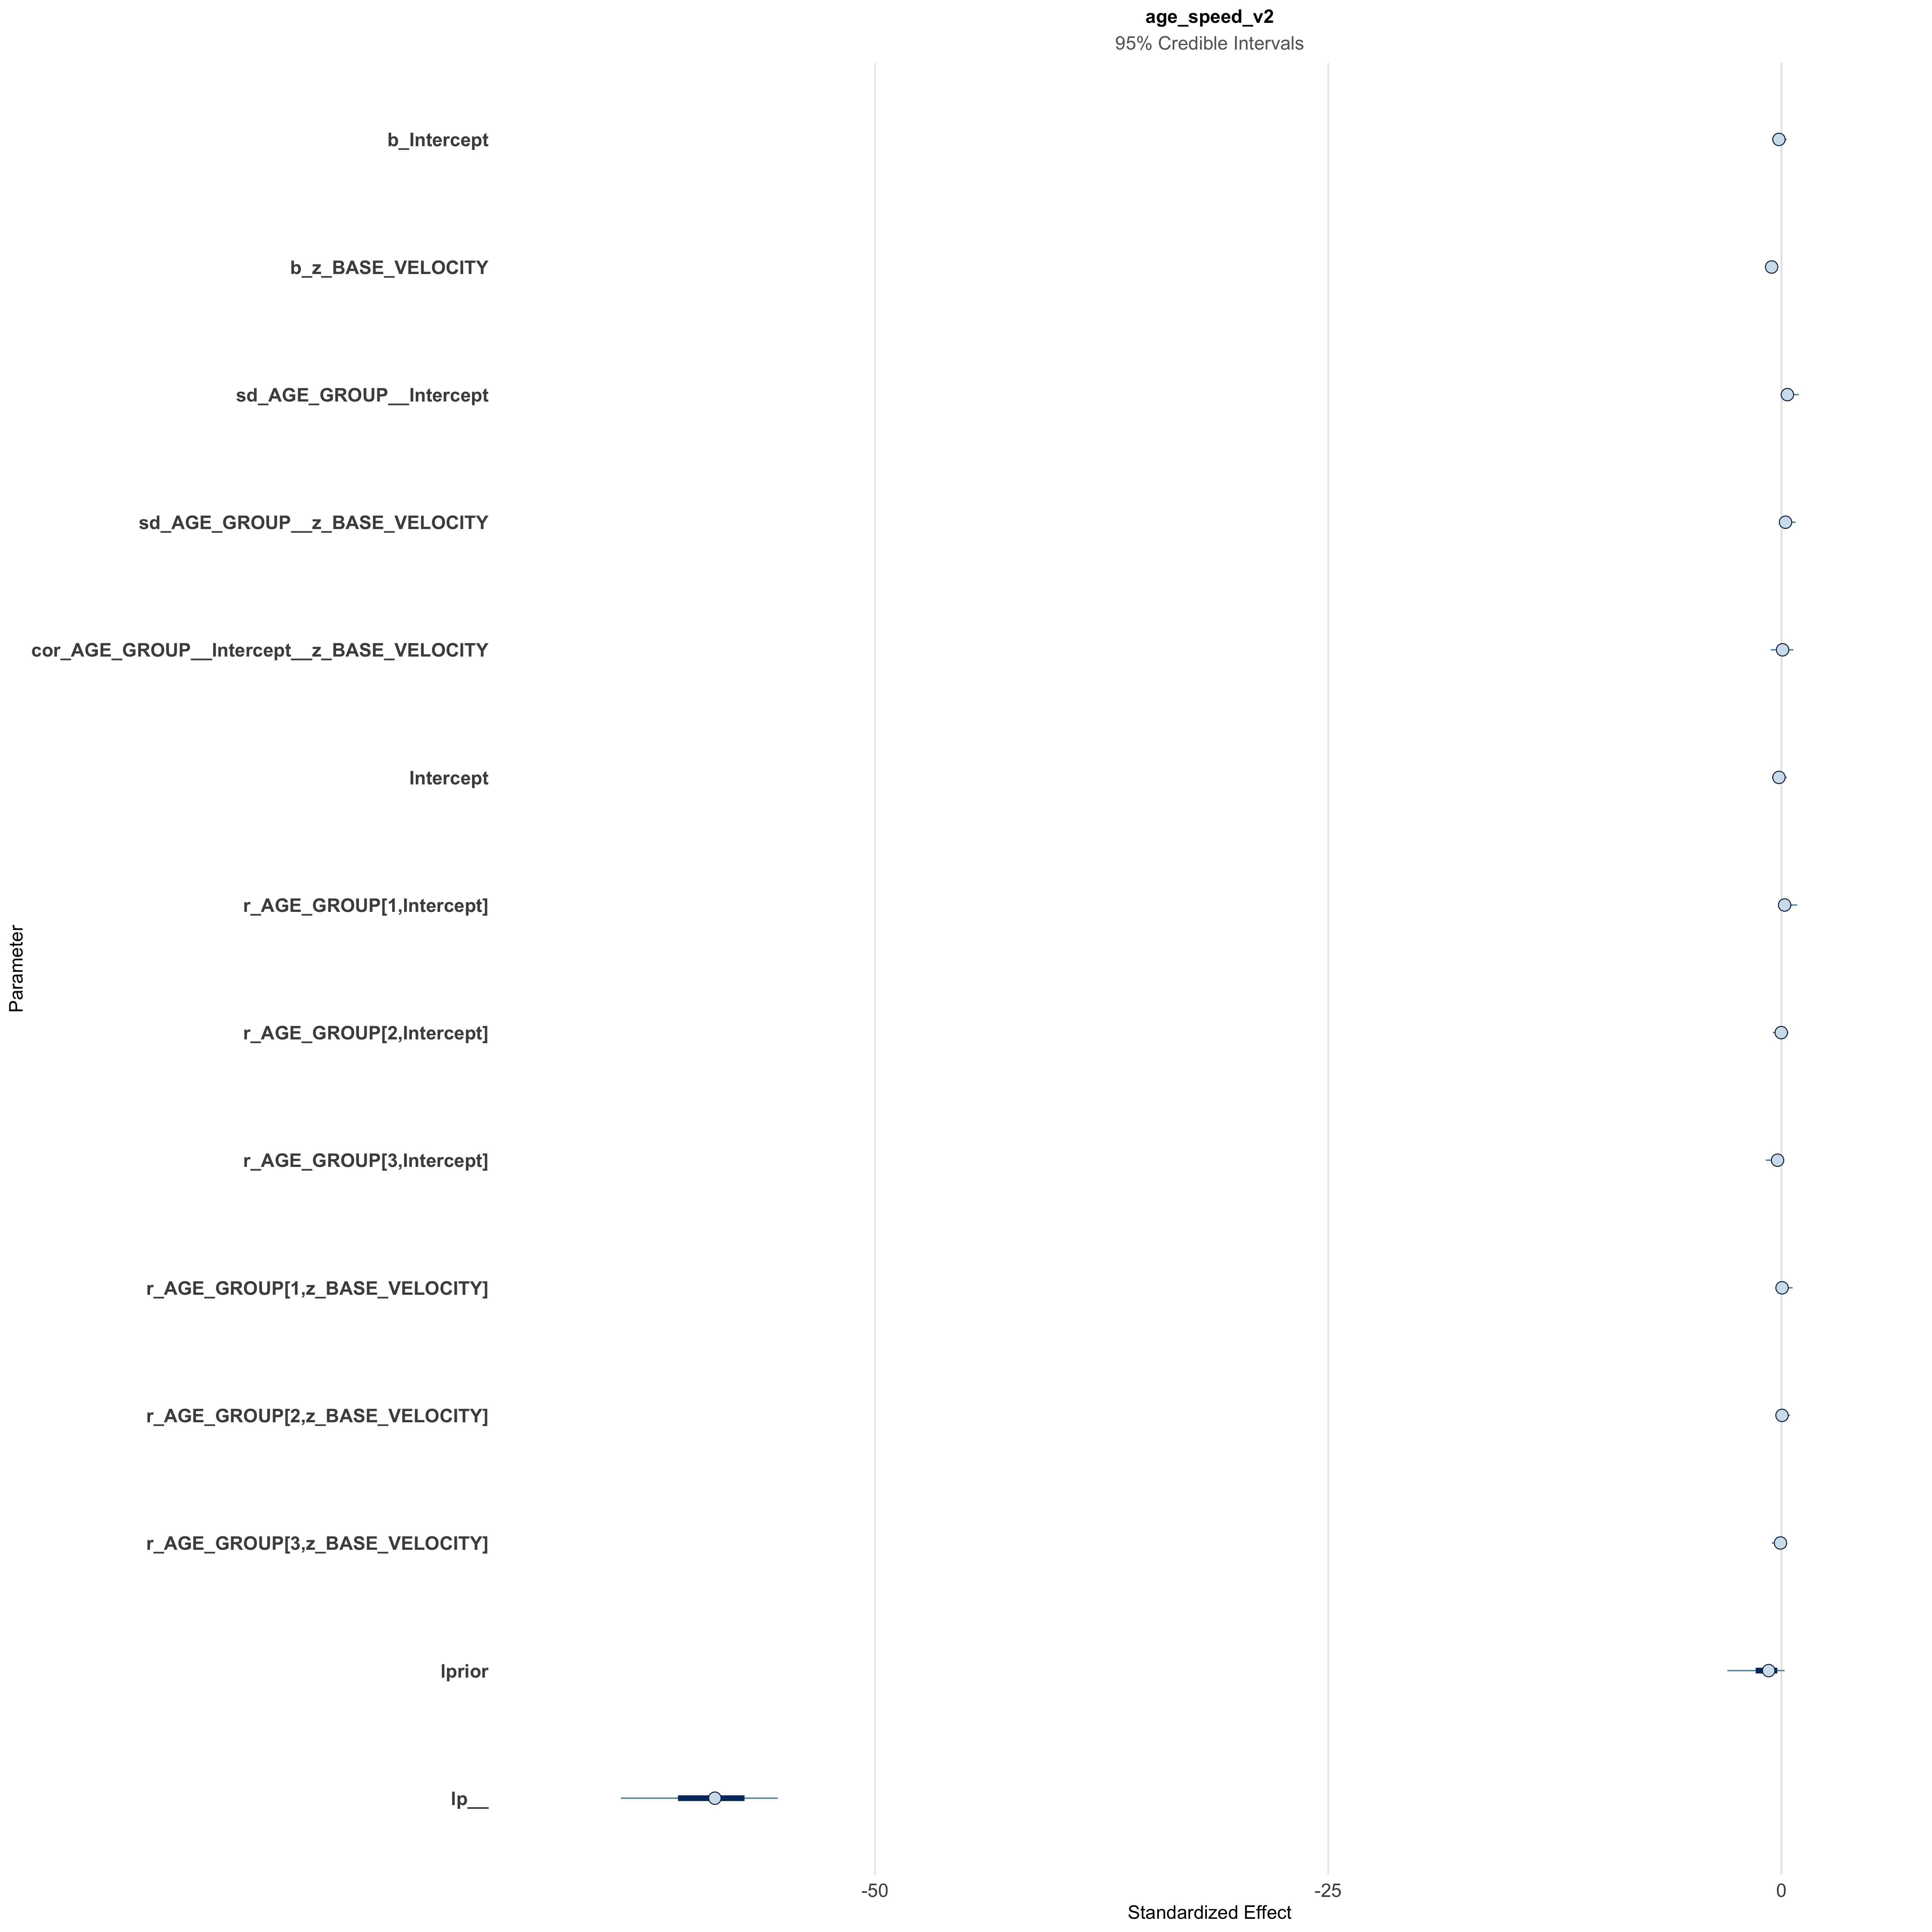 age_speed_v2
95% Credible Intervals
b_Intercept
b_z_BASE_VELOCITY
sd_AGE_GROUP__Intercept
sd_AGE_GROUP__z_BASE_VELOCITY
cor_AGE_GROUP__Intercept__z_BASE_VELOCITY
Intercept
r_AGE_GROUP[1,Intercept]
Parameter
r_AGE_GROUP[2,Intercept]
r_AGE_GROUP[3,Intercept]
r_AGE_GROUP[1,z_BASE_VELOCITY]
r_AGE_GROUP[2,z_BASE_VELOCITY]
r_AGE_GROUP[3,z_BASE_VELOCITY]
lprior
lp__
-50 -25 0
Standardized Effect